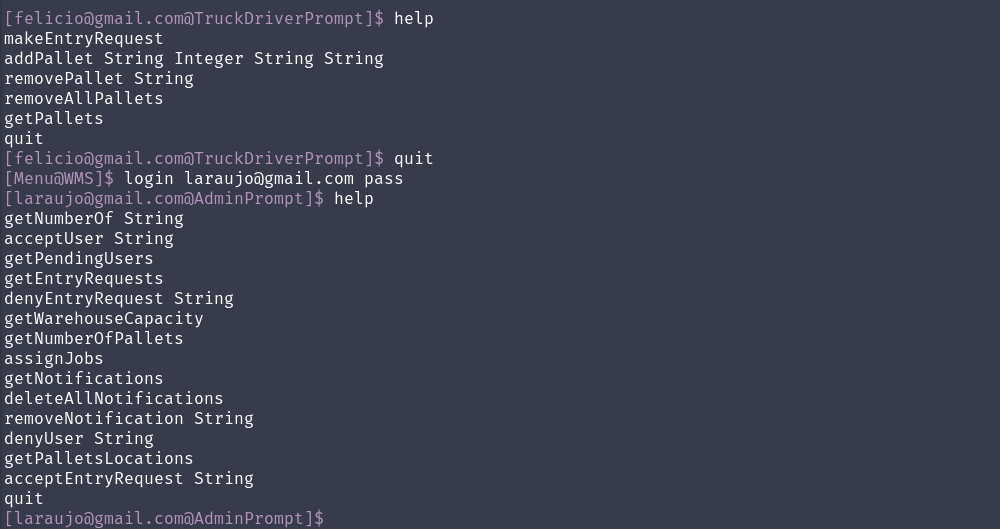 [felicio@gmail.com@TruckDriverPrompt]$ help
makeEntryRequest
addPallet String Integer String String
removePallet String
removeAllPallets
getPallets
quit
[felicio@gmail.com@TruckDriverPrompt]$ quit
[Menu@WMS]$ login laraujo@gmail.com pass
[laraujo@gmail.com@AdminPrompt]$ help
getNumberOf String
acceptUser String
getPendingUsers
getEntryRequests
denyEntryRequest String
getWarehouseCapacity
getNumberOfPallets
assignJobs
getNotifications
deleteAllNotifications
removeNotification String
denyUser String
getPalletsLocations
acceptEntryRequest String
quit
[laraujo@gmail.com@AdminPrompt]$